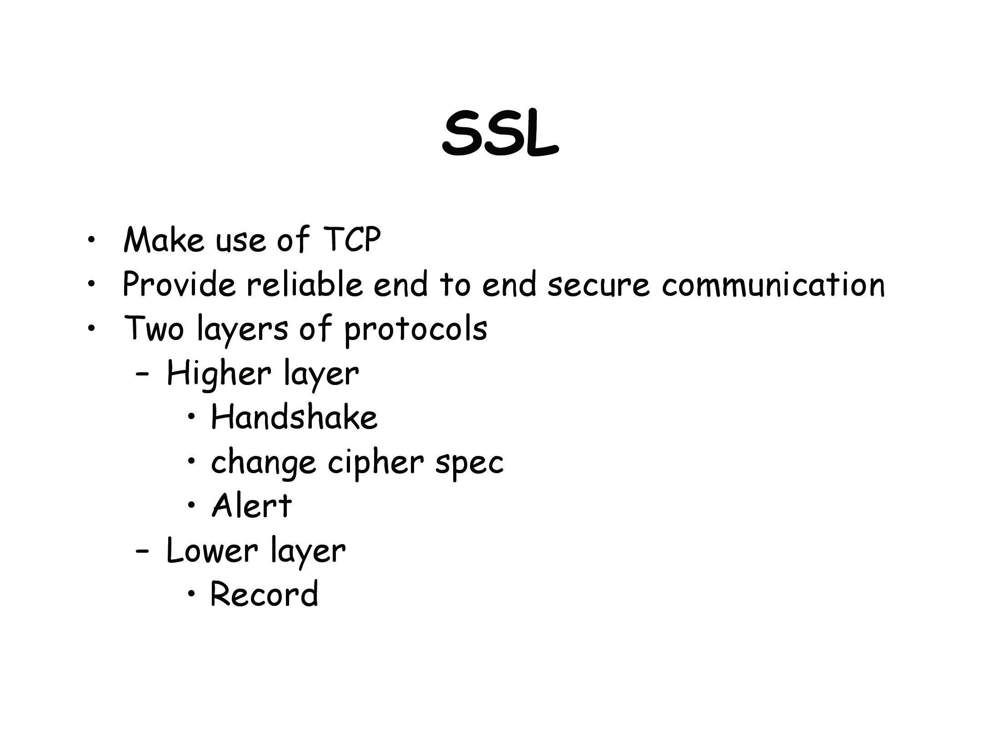 SSL
• Make use of TCP
• Provide reliable end to end secure communication
• Two layers of protocols
– Higher layer
• Handshake
• change cipher spec
• Alert
– Lower layer
• Record